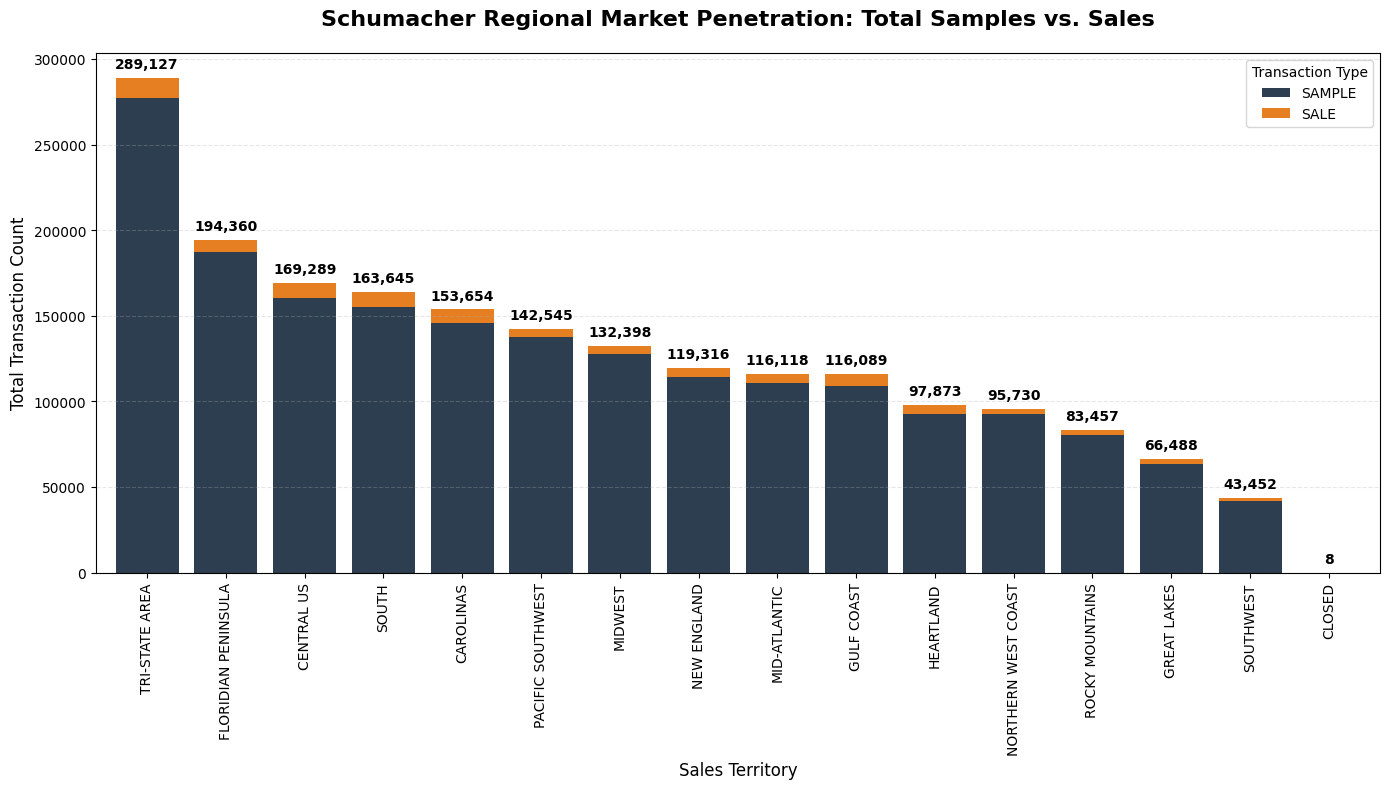 Schumacher Regional Market Penetration: Total Samples vs. Sales
Total Transaction Count
300000
250000
200000
150000
100000
50000
0
289,127
194,360
169,289
163,645
153,654
142,545
132,398
119,316
116,118
116,089
97,873
95,730
83,457
66,488
43,452
8
Transaction Type
SAMPLE
SALE
TRI-STATE AREA
FLORIDIAN PENINSULA
CENTRAL US
SOUTH
CAROLINAS
PACIFIC SOUTHWEST
MIDWEST
NEW ENGLAND
MID-ATLANTIC
GULF COAST
HEARTLAND
NORTHERN WEST COAST
ROCKY MOUNTAINS
GREAT LAKES
SOUTHWEST
CLOSED
Sales Territory